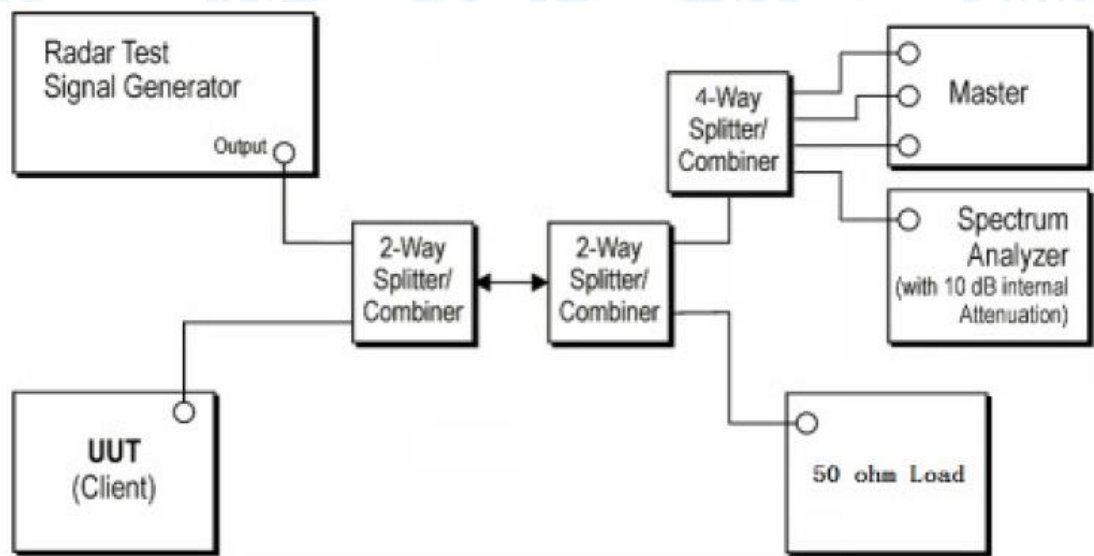 Radar Test
Signal Generator
Output
4-Way
Splitter/
Combiner
Master
2-Way
Splitter/
Combiner
2-Way
Splitter/
Combiner
Spectrum
Analyzer
(with 10 dB internal
Attenuation)
UUT
(Client)
50 ohm Load